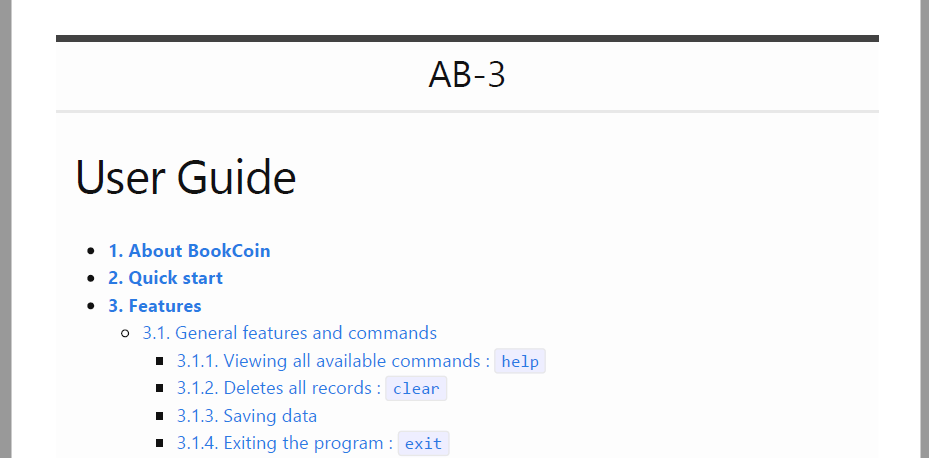 AB-3
User Guide
1. About BookCoin
2. Quick start
3. Features
3.1. General features and commands
3.1.1. Viewing all available commands : help
3.1.2. Deletes all records : clear
3.1.3. Saving data
3.1.4. Exiting the program : exit